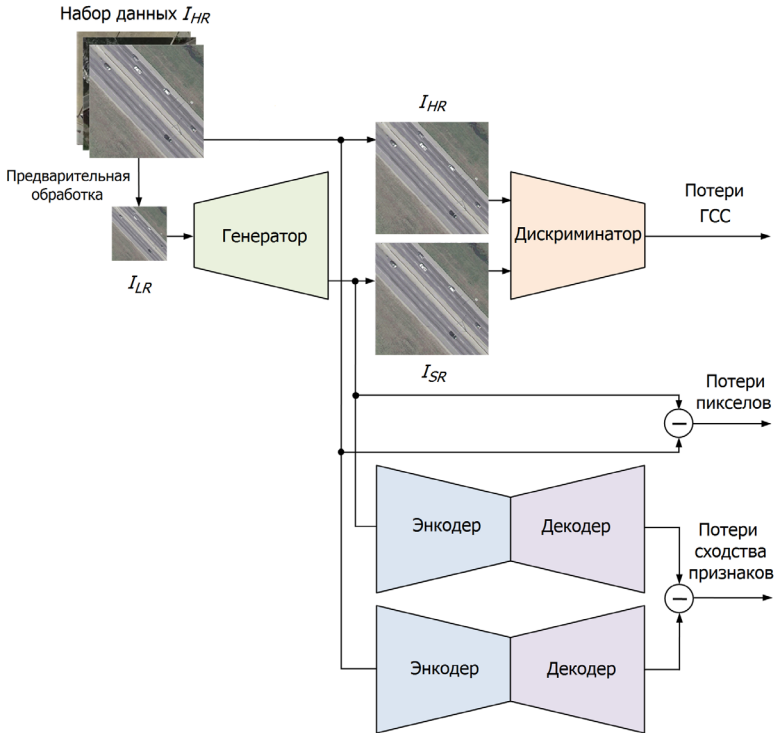 Набор данных I_HR
Предварительная
обработка
I_LR
Генератор
I_HR
I_SR
Дискриминатор
Потери
ГСС
Потери
пикселов
Энкодер
Декодер
Потери
сходства
признаков
Энкодер
Декодер